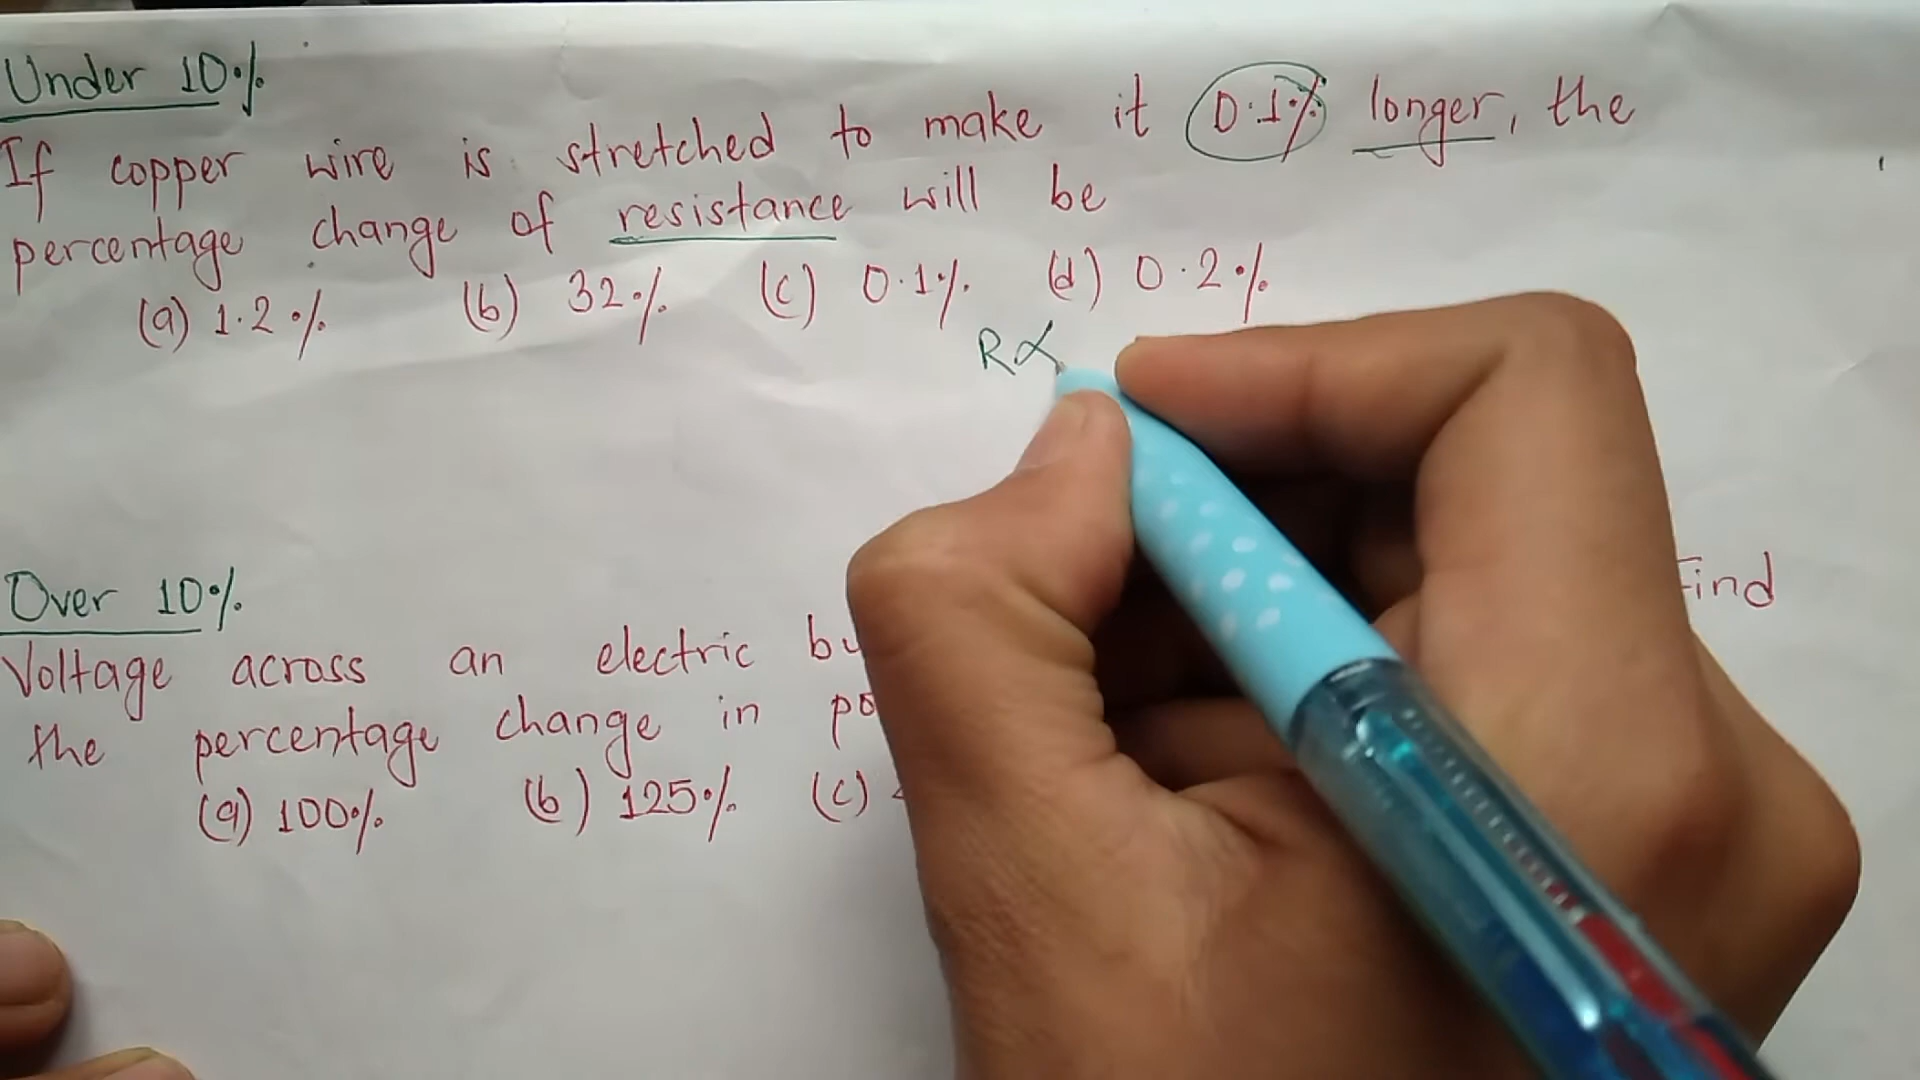 Under 10%
If copper wire is stretched to make it 0.1% longer, the
percentage change of resistance will be
(a) 1.2% (b) 32% (c) 0.1% (d) 0.2%
R∝
Over 10%
Voltage across an electric Find
the percentage change in
(a) 100% (b) 125% (c)